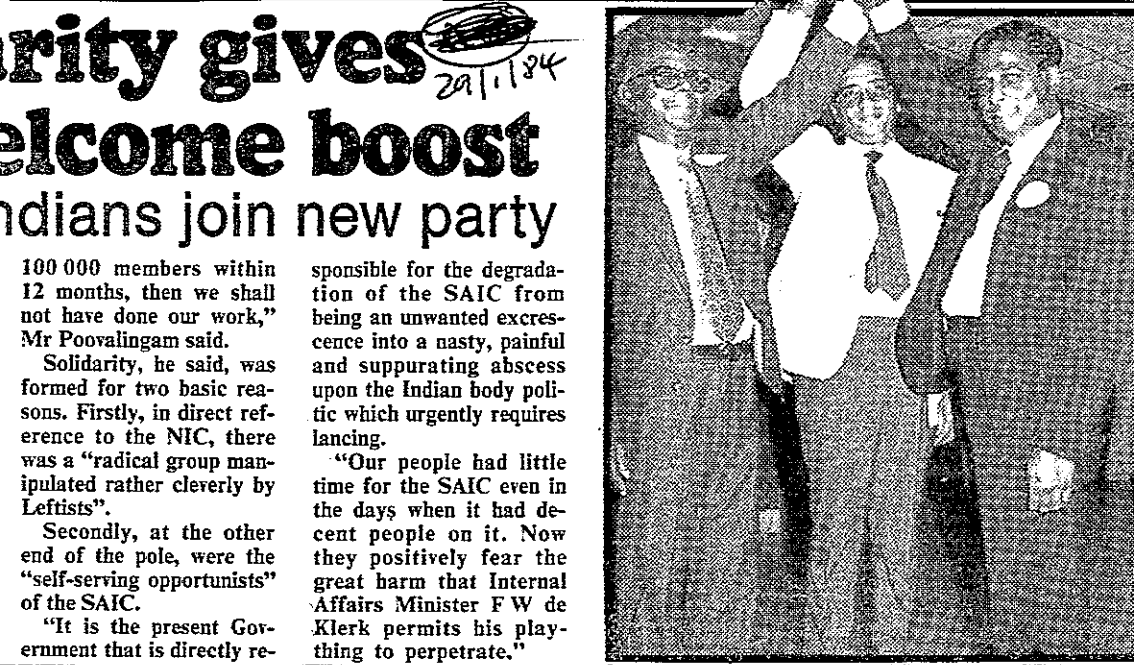 arity gives
29/1/84
elcome boost
ndians join new party
100 000 members within
12 months, then we shall
not have done our work,”
Mr Poovalingam said.
Solidarity, he said, was
formed for two basic rea-
sons. Firstly, in direct ref-
erence to the NIC, there
was a “radical group man-
ipulated rather cleverly by
Leftists”.
Secondly, at the other
end of the pole, were the
“self-serving opportunists”
of the SAIC.
“It is the present Gov-
ernment that is directly re-
sponsible for the degrada-
tion of the SAIC from
being an unwanted excres-
cence into a nasty, painful
and suppurating abscess
upon the Indian body poli-
tic which urgently requires
lancing.
“Our people had little
time for the SAIC even in
the days when it had de-
cent people on it. Now
they positively fear the
great harm that Internal
Affairs Minister F W de
Klerk permits his play-
thing to perpetrate.”